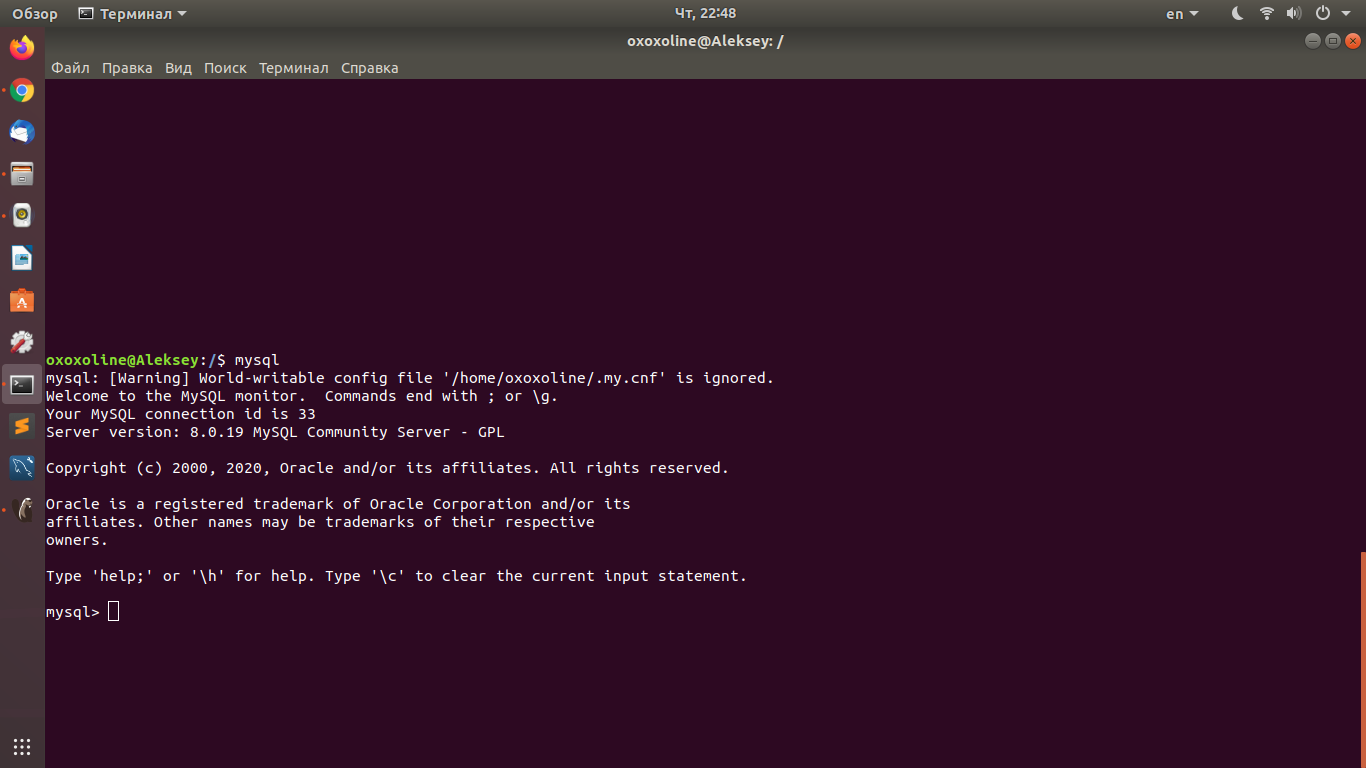 Обзор Терминал Чт, 22:48 en
oxoxoline@Aleksey: /
Файл Правка Вид Поиск Терминал Справка
oxoxoline@Aleksey:/$ mysql
mysql: [Warning] World-writable config file '/home/oxoxoline/.my.cnf' is ignored.
Welcome to the MySQL monitor.  Commands end with ; or \g.
Your MySQL connection id is 33
Server version: 8.0.19 MySQL Community Server - GPL
Copyright (c) 2000, 2020, Oracle and/or its affiliates. All rights reserved.
Oracle is a registered trademark of Oracle Corporation and/or its
affiliates. Other names may be trademarks of their respective
owners.
Type 'help;' or '\h' for help. Type '\c' to clear the current input statement.
mysql>